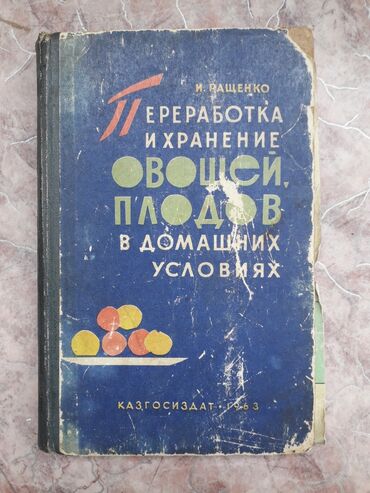 И. РАЩЕНКО
ПЕРЕРАБОТКА
И ХРАНЕНИЕ
ОВОЩЕЙ,
ПЛОДОВ
В ДОМАШНИХ
УСЛОВИЯХ
КАЗГОСИЗДАТ • 1963